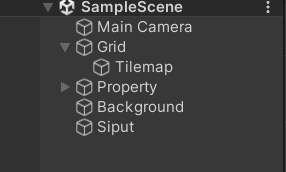 SampleScene
Main Camera
Grid
Tilemap
Property
Background
Siput